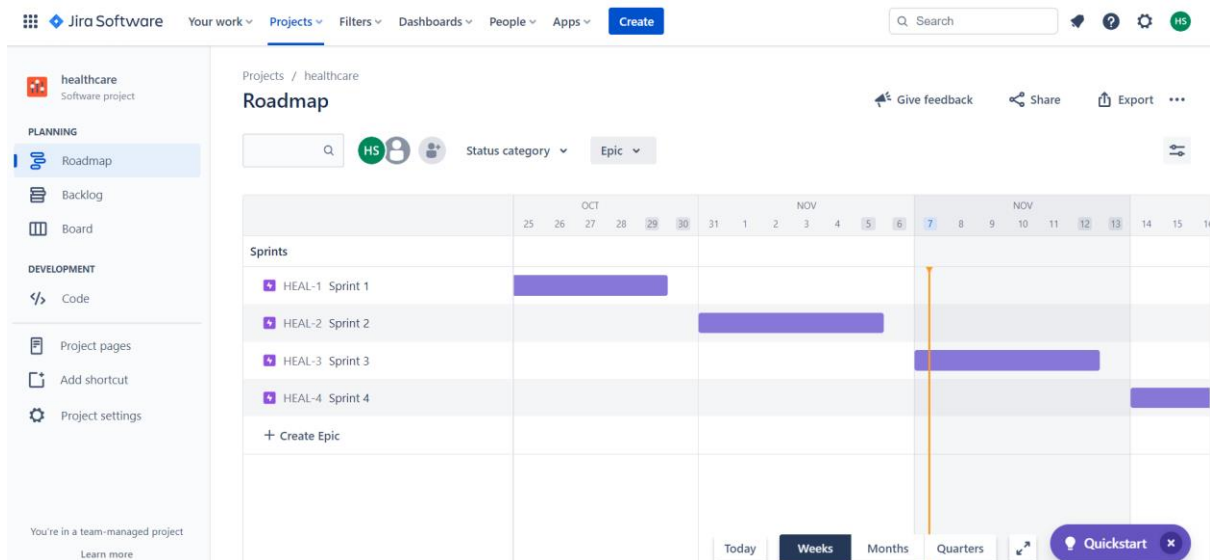 Jira Software Your work Projects Filters Dashboards People Apps Create Search HS
healthcare
Software project
PLANNING
Roadmap
Backlog
Board
DEVELOPMENT
Code
Project pages
Add shortcut
Project settings
You're in a team-managed project
Learn more
Projects / healthcare
Roadmap
Give feedback Share Export
HS Status category Epic
OCT NOV NOV
25 26 27 28 29 30 31 1 2 3 4 5 6 7 8 9 10 11 12 13 14 15
Sprints
HEAL-1 Sprint 1
HEAL-2 Sprint 2
HEAL-3 Sprint 3
HEAL-4 Sprint 4
+ Create Epic
Today Weeks Months Quarters
Quickstart